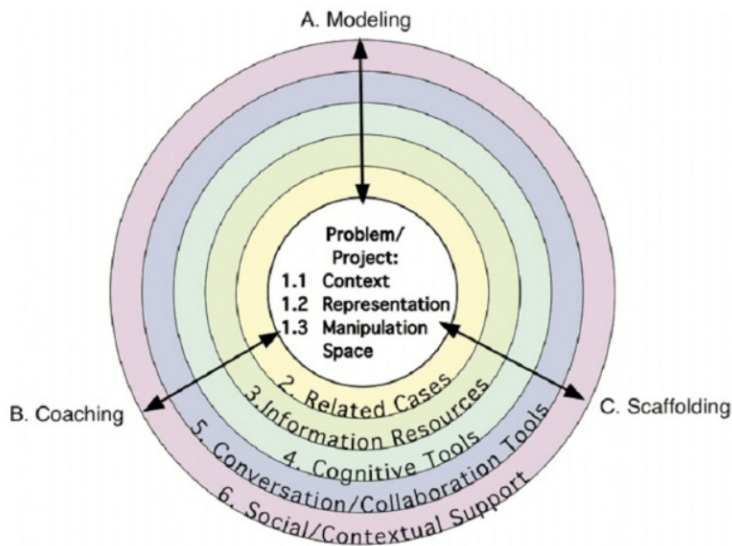 A. Modeling
Problem/
Project:
1.1 Context
1.2 Representation
1.3 Manipulation
Space
B. Coaching
C. Scaffolding
2. Related Cases
3.Information Resources
4. Cognitive Tools
5. Conversation/Collaboration Tools
6. Social/Contextual Support